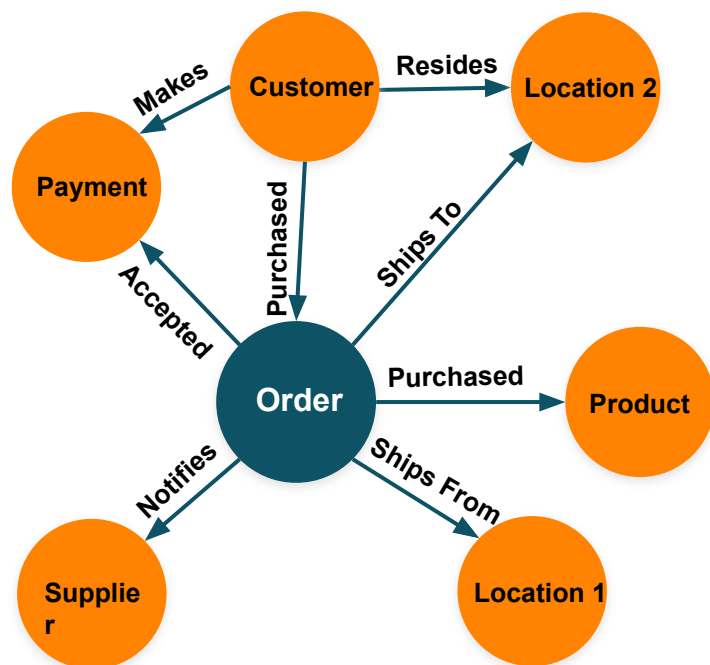 Makes
Customer
Resides
Location 2
Payment
Purchased
Ships To
Accepted
Order
Purchased
Product
Notifies
Ships From
Supplie
r
Location 1